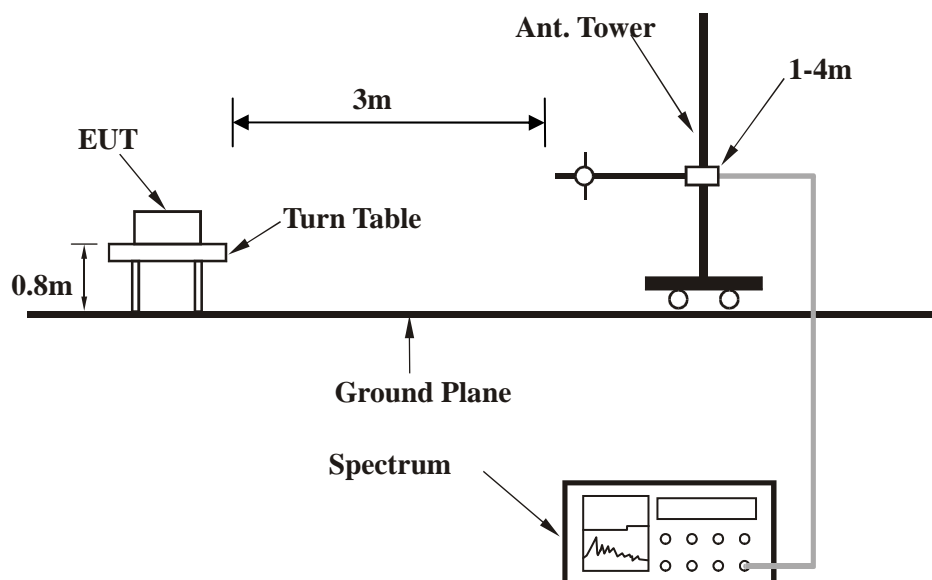 Ant. Tower
1-4m
3m
EUT
Turn Table
0.8m
Ground Plane
Spectrum